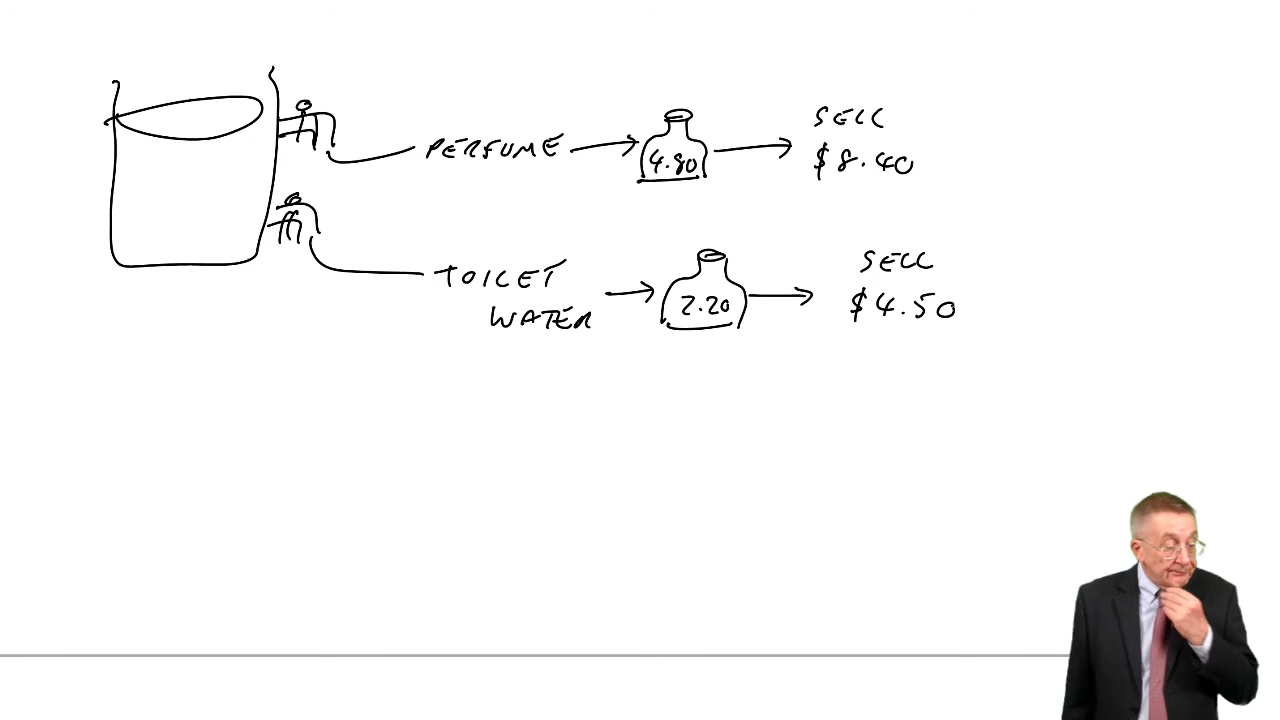 PERFUME
4.80
SELL
$8.40
TOILET
WATER
2.20
SELL
$4.50